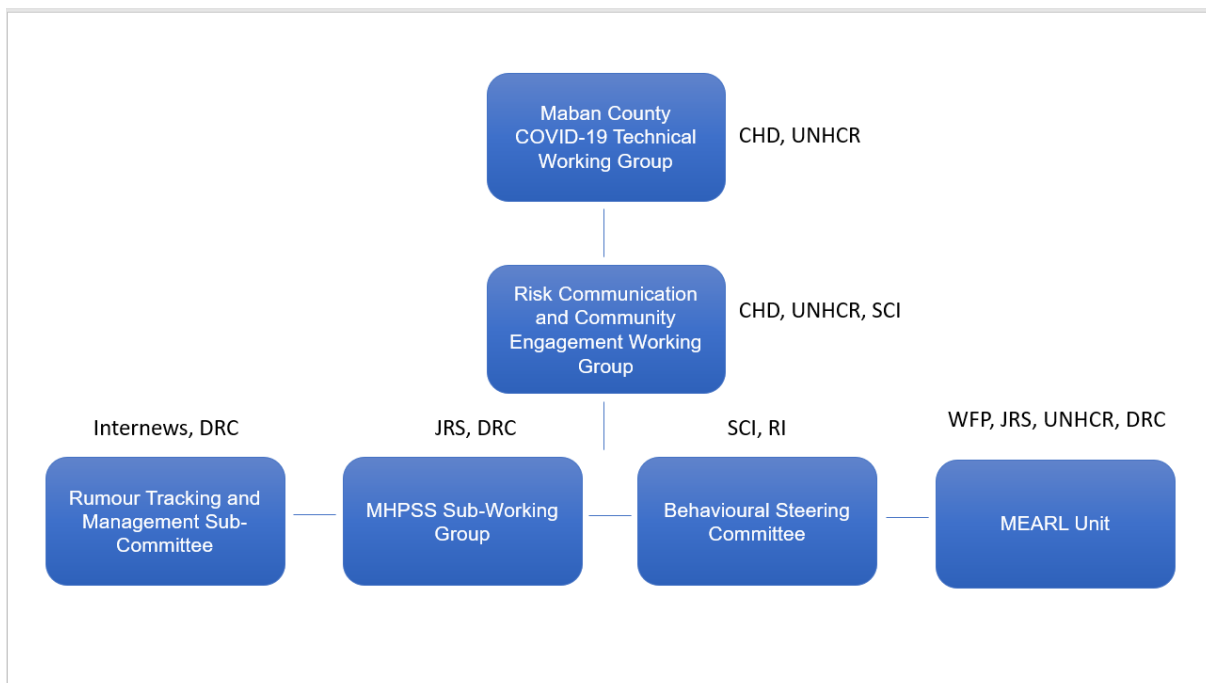 Maban County
COVID-19 Technical
Working Group
CHD, UNHCR
Risk Communication
and Community
Engagement Working
Group
CHD, UNHCR, SCI
Internews, DRC
JRS, DRC
SCI, RI
WFP, JRS, UNHCR, DRC
Rumour Tracking and
Management Sub-
Committee
MHPSS Sub-Working
Group
Behavioural Steering
Committee
MEARL Unit